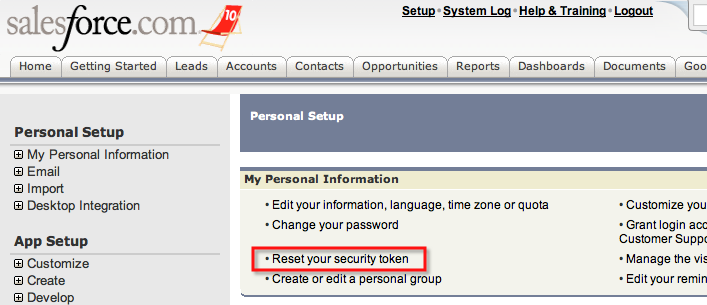 salesforce.com
10
Setup · System Log · Help & Training · Logout
Home Getting Started Leads Accounts Contacts Opportunities Reports Dashboards Documents Goo
Personal Setup
My Personal Information
Email
Import
Desktop Integration
App Setup
Customize
Create
Develop
Personal Setup
My Personal Information
• Edit your information, language, time zone or quota
• Change your password
• Reset your security token
• Create or edit a personal group
• Customize you
• Grant login acc
Customer Suppo
• Manage the vis
• Edit your remin